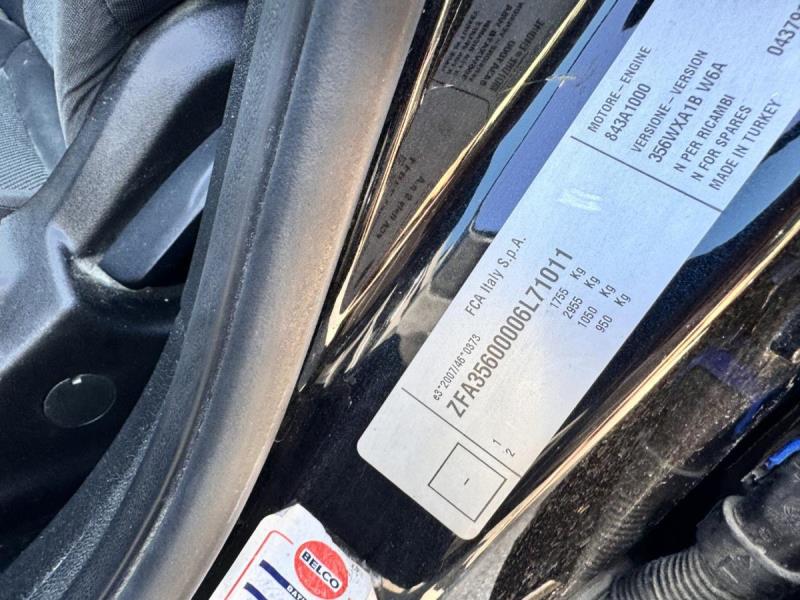 FCA Italy S.p.A.
e3*2007/46*0373
ZFA35600006L71011
1755 Kg
2955 Kg
1 1050 Kg
2 950 Kg
-
MOTORE-ENGINE
843A1000
VERSIONE-VERSION
356WXA1B W6A
N PER RICAMBI
N FOR SPARES
MADE IN TURKEY
BELCO